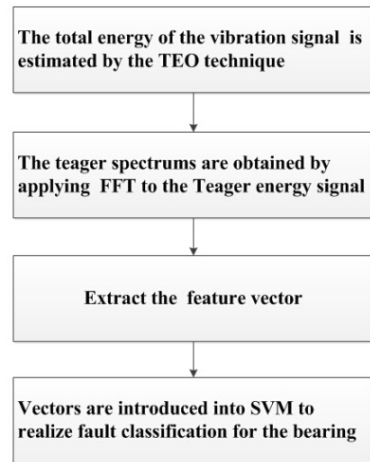 The total energy of the vibration signal is
estimated by the TEO technique
The teager spectrums are obtained by
applying FFT to the Teager energy signal
Extract the feature vector
Vectors are introduced into SVM to
realize fault classification for the bearing